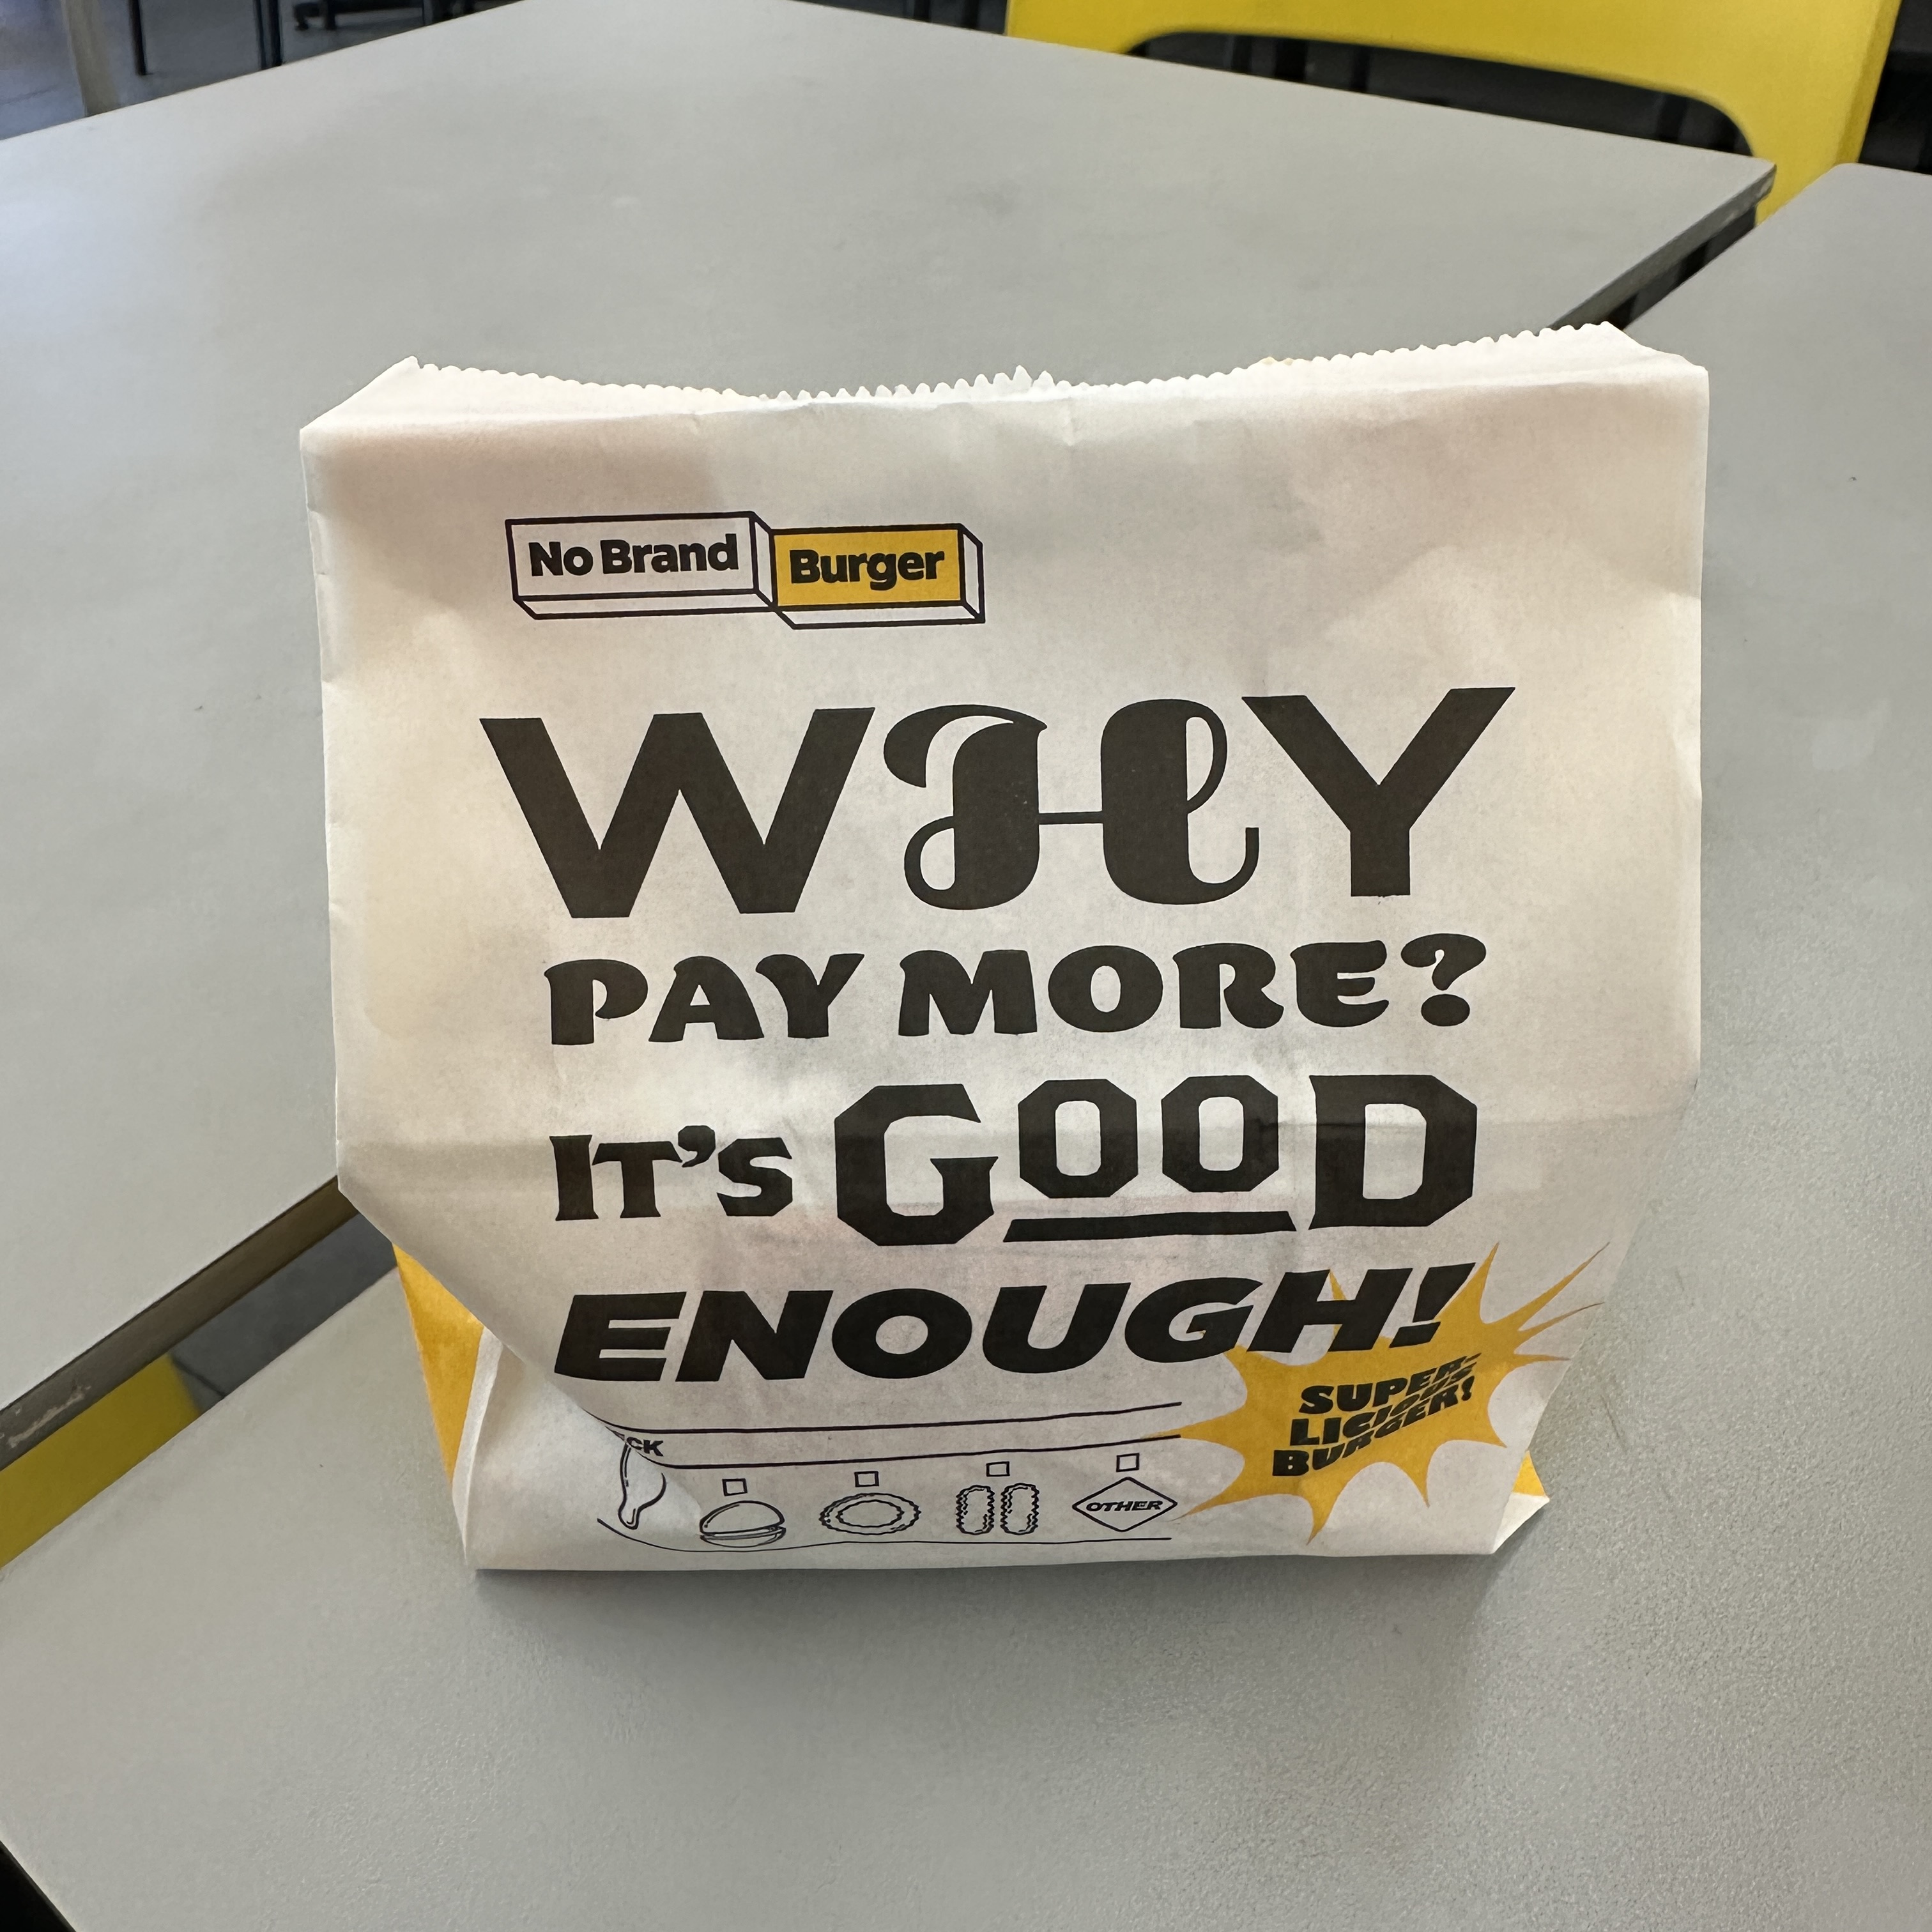 No Brand Burger
WHY
PAY MORE?
IT'S GOOD
ENOUGH!
SUPER-
LICIOUS
BURGER!
OTHER